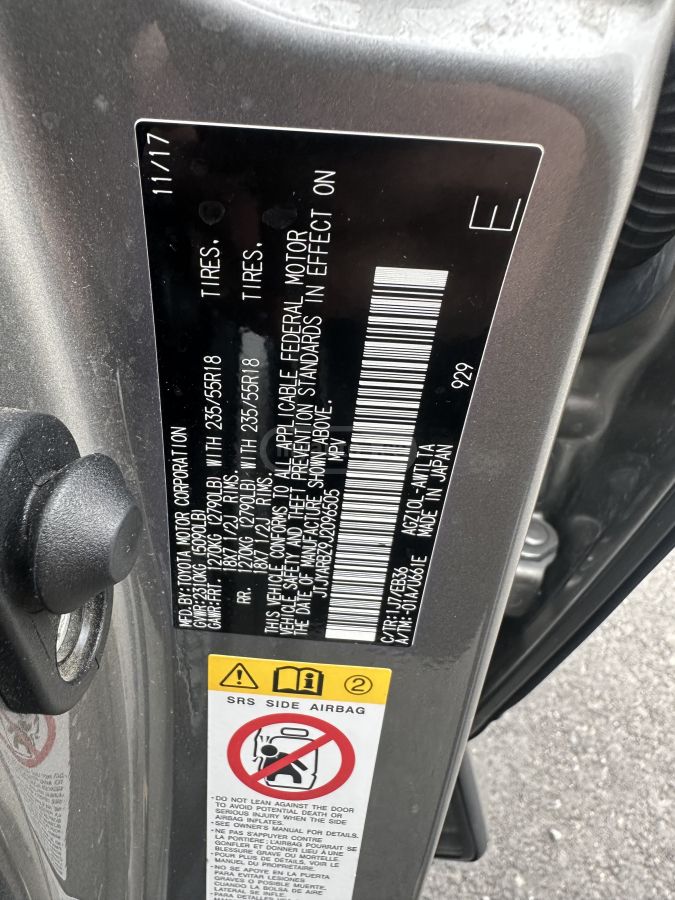 11/17
MFD.BY:TOYOTA MOTOR CORPORATION
GVWR:2310KG (5090LB)
GAWR:FRT. 1270KG (2790LB) WITH 235/55R18 TIRES.
18X7 1/2J RIMS.
RR. 1270KG (2790LB) WITH 235/55R18 TIRES.
18X7 1/2J RIMS.
THIS VEHICLE CONFORMS TO ALL APPLICABLE FEDERAL MOTOR
VEHICLE SAFETY AND THEFT PREVENTION STANDARDS IN EFFECT ON
THE DATE OF MANUFACTURE SHOWN ABOVE.
JTJYARBZ9J2096505 MPV
E
929
C/TR:1J7/EB36 AGZ10L-AWTLTA
A/TM:-01A/U661E MADE IN JAPAN
2
SRS SIDE AIRBAG
-DO NOT LEAN AGAINST THE DOOR
TO AVOID POTENTIAL DEATH OR
SERIOUS INJURY WHEN THE SIDE
AIRBAG INFLATES.
-SEE OWNER'S MANUAL FOR DETAILS.
-NE PAS S'APPUYER CONTRE
LA PORTIERE; L'AIRBAG POURRAIT SE
GONFLER ET DONNER LIEU À UNE
BLESSURE GRAVE OU MORTELLE.
-POUR PLUS DE DÉTAILS, VOIR LE
MANUEL DU PROPRIÉTAIRE.
-PARA EVITAR LESIONES
GRAVES O POSIBLE MUERTE,
NO SE APOYE EN LA PUERTA
CUANDO LA BOLSA DE AIRE
LATERAL SE INFLE.